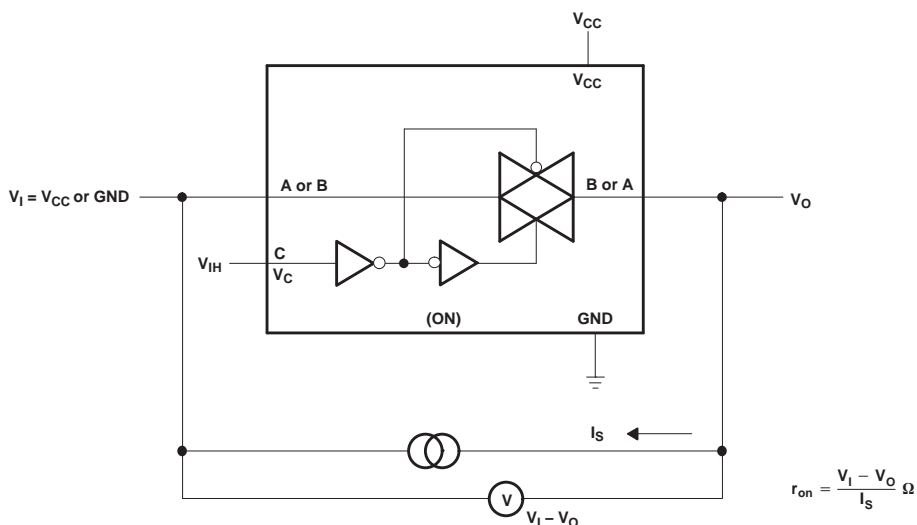 VCC
VCC
A or B
B or A
VI = VCC or GND
VO
C
VIH
VC
(ON)
GND
IS
V
VI – VO
ron = VI – VO / IS Ω